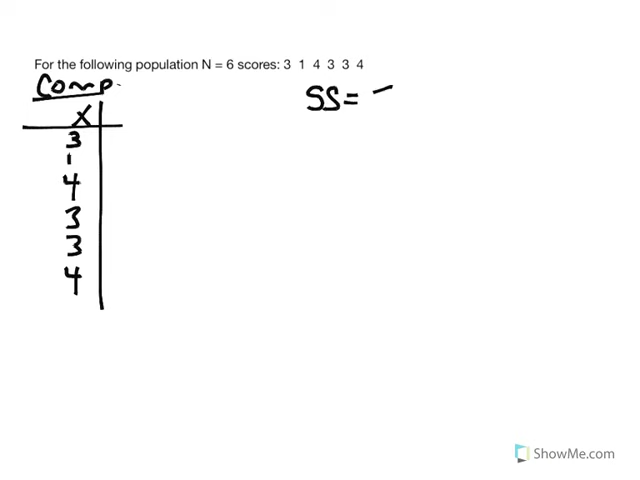 For the following population N = 6 scores: 3 1 4 3 3 4
Comp.
SS =
X
3
1
4
3
3
4
ShowMe.com